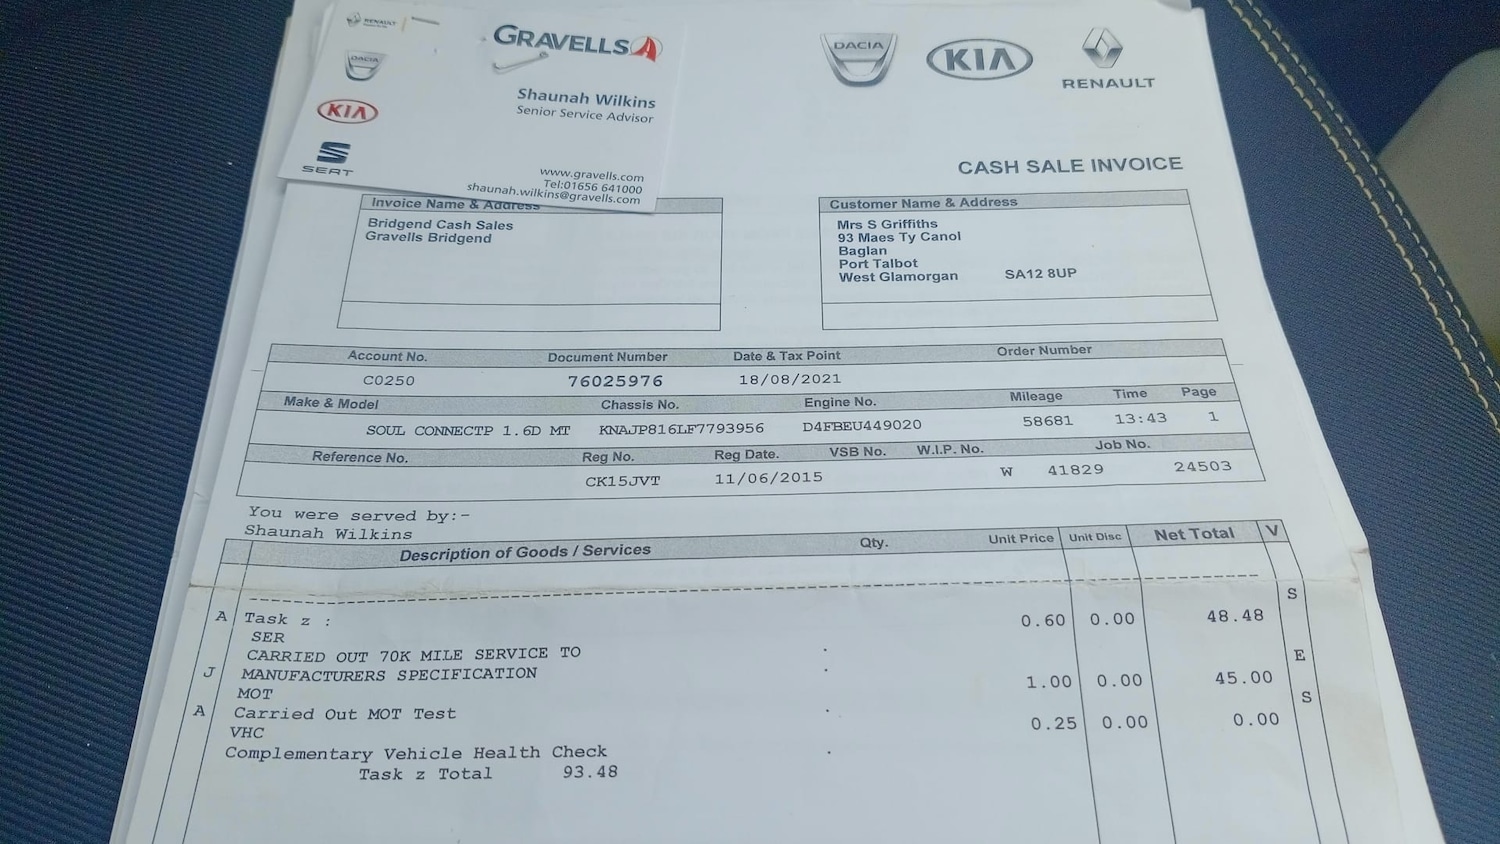 RENAULT
DACIA
KIA
SEAT
GRAVELLS
Shaunah Wilkins
Senior Service Advisor
www.gravells.com
Tel:01656 641000
shaunah.wilkins@gravells.com
DACIA
KIA
RENAULT
CASH SALE INVOICE
Invoice Name & Address
Bridgend Cash Sales
Gravells Bridgend
Customer Name & Address
Mrs S Griffiths
93 Maes Ty Canol
Baglan
Port Talbot
West Glamorgan SA12 8UP
Account No. Document Number Date & Tax Point Order Number
C0250 76025976 18/08/2021
Make & Model Chassis No. Engine No. Mileage Time Page
SOUL CONNECTP 1.6D MT KNAJP816LF7793956 D4FBEU449020 58681 13:43 1
Reference No. Reg No. Reg Date. VSB No. W.I.P. No. Job No.
CK15JVT 11/06/2015 W 41829 24503
You were served by:-
Shaunah Wilkins
Description of Goods / Services Qty. Unit Price Unit Disc Net Total V
A Task z : 0.60 0.00 48.48 S
SER
CARRIED OUT 70K MILE SERVICE TO
J MANUFACTURERS SPECIFICATION 1.00 0.00 45.00 E
MOT
A Carried Out MOT Test 0.25 0.00 0.00 S
VHC
Complementary Vehicle Health Check
Task z Total 93.48